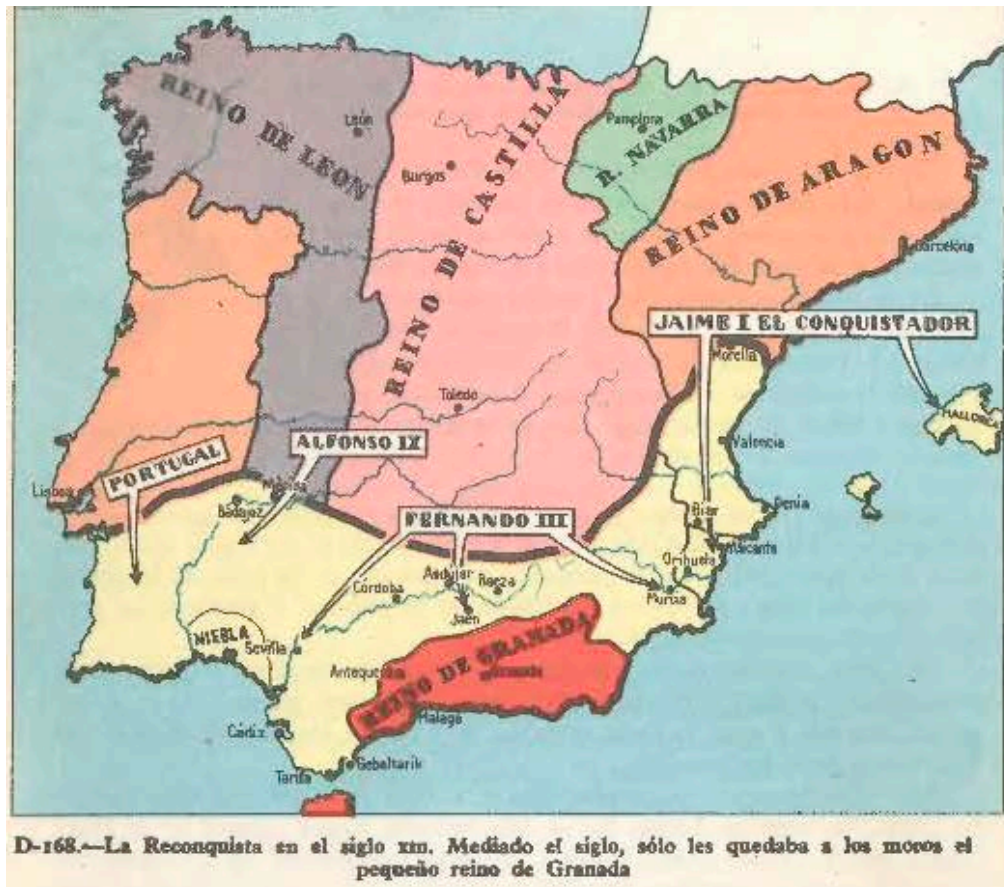 REINO DE LEON
León
REINO DE CASTILLA
Burgos
Pamplona
R. NAVARRA
REINO DE ARAGON
Barcelona
JAIME I EL CONQUISTADOR
Morella
MALLORCA
Toledo
Valencia
ALFONSO IX
PORTUGAL
Lisboa
Mérida
Badajoz
Denia
Biar
FERNANDO III
Alicante
Orihuela
Andujar
Baeza
Córdoba
Murcia
Jaén
NIEBLA
Sevilla
REINO DE GRANADA
Antequera
Granada
Malaga
Cádiz
Gebaltarik
Tarifa
D-168.—La Reconquista en el siglo XIII. Mediado el siglo, sólo les quedaba a los moros el
pequeño reino de Granada